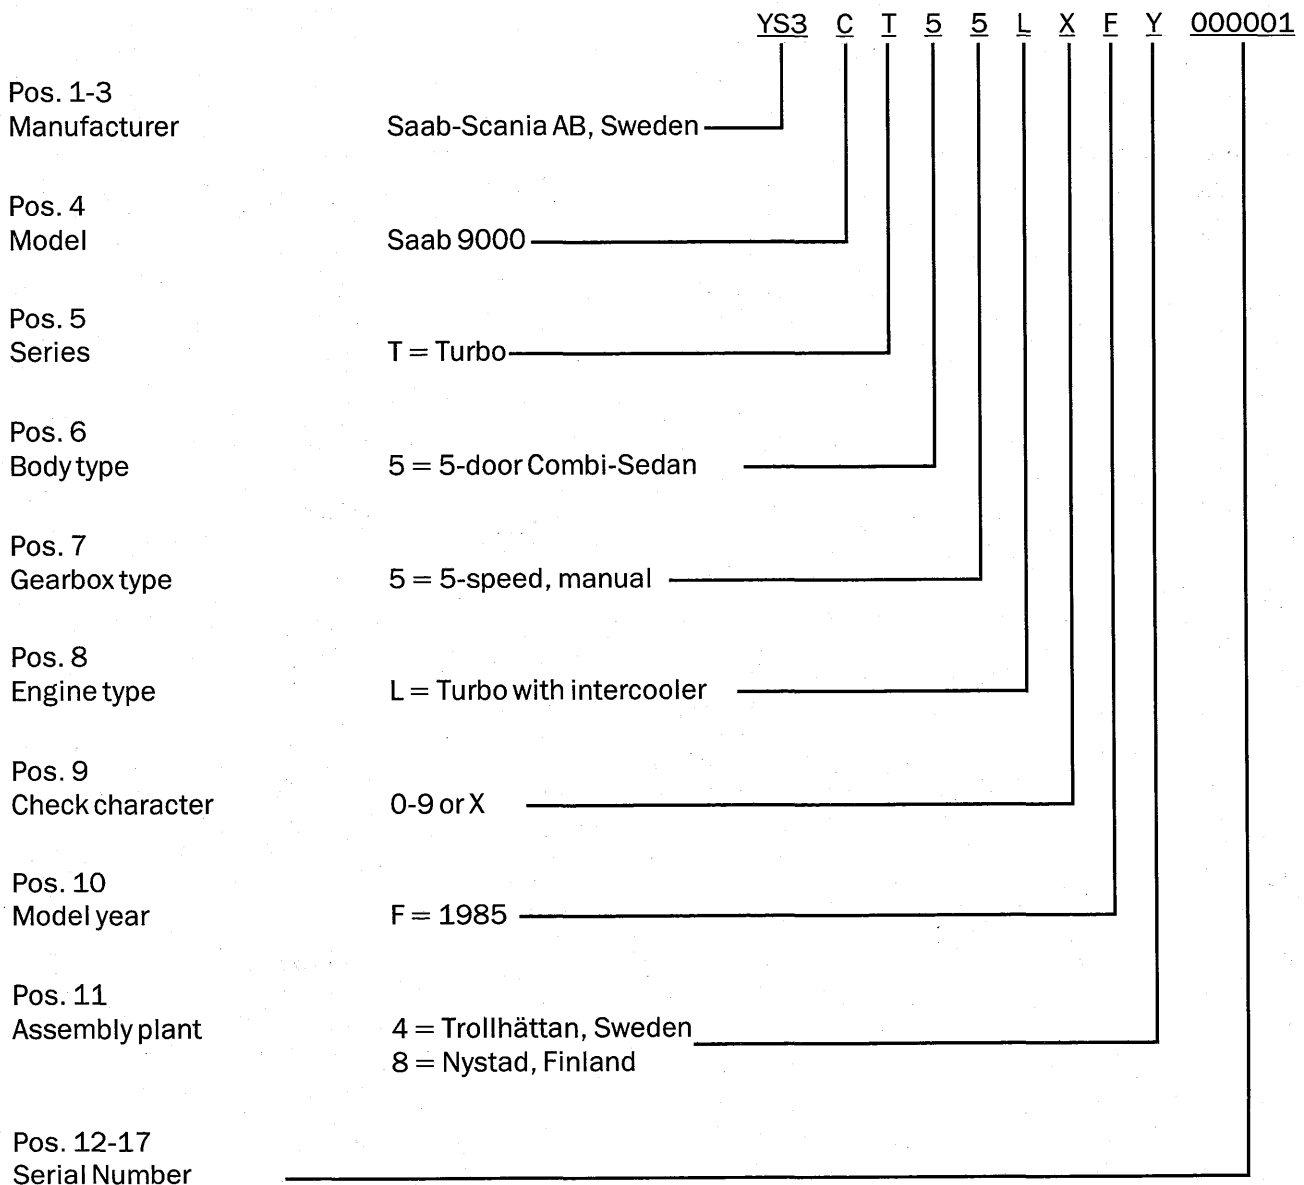 YS3 C T 5 5 L X F Y 000001
Pos. 1-3
Manufacturer Saab-Scania AB, Sweden
Pos. 4
Model Saab 9000
Pos. 5
Series T = Turbo
Pos. 6
Body type 5 = 5-door Combi-Sedan
Pos. 7
Gearbox type 5 = 5-speed, manual
Pos. 8
Engine type L = Turbo with intercooler
Pos. 9
Check character 0-9 or X
Pos. 10
Model year F = 1985
Pos. 11
Assembly plant 4 = Trollhättan, Sweden
8 = Nystad, Finland
Pos. 12-17
Serial Number